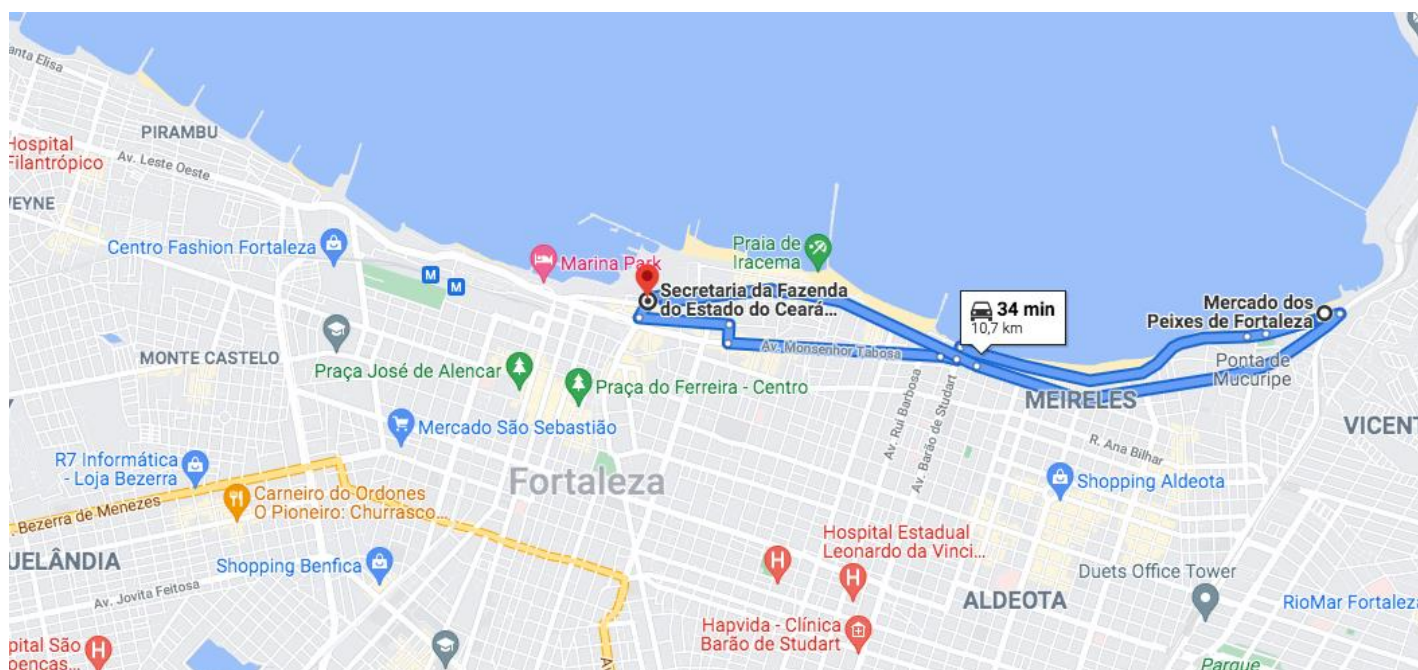 anta Elisa
PIRAMBU
Hospital
Filantrópico
Av. Leste Oeste
EYNE
Centro Fashion Fortaleza
M
M
Marina Park
Praia de
Iracema
Secretaria da Fazenda
do Estado do Ceará...
34 min
10,7 km
Mercado dos
Peixes de Fortaleza
Ponta de
Mucuripe
Av. Monsenhor Tabosa
MONTE CASTELO
Praça José de Alencar
Praça do Ferreira - Centro
Av. Rui Barbosa
Av. Barão de Studart
MEIRELES
VICENT
R. Ana Bilhar
Mercado São Sebastião
R7 Informática
- Loja Bezerra
Fortaleza
Shopping Aldeota
Carneiro do Ordones
O Pioneiro: Churrasco...
. Bezerra de Menezes
Hospital Estadual
Leonardo da Vinci...
H
H
UELÂNDIA
Shopping Benfica
Duets Office Tower
Av. Jovita Feitosa
ALDEOTA
RioMar Fortaleza
Hapvida - Clínica
Barão de Studart
pital São
oenças...
H
Parque